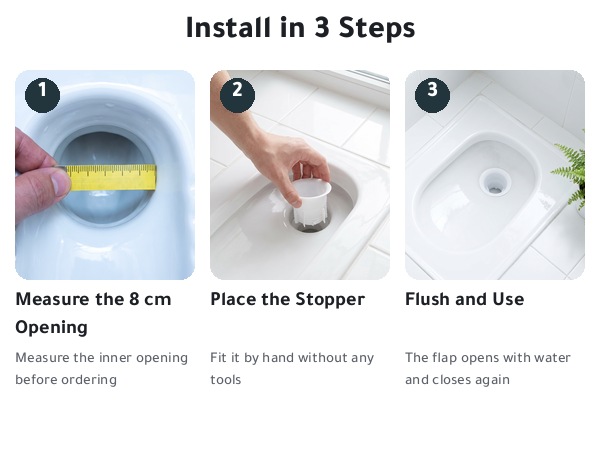 Install in 3 Steps
1
2
3
Measure the 8 cm
Opening
Measure the inner opening
before ordering
Place the Stopper
Fit it by hand without any
tools
Flush and Use
The flap opens with water
and closes again